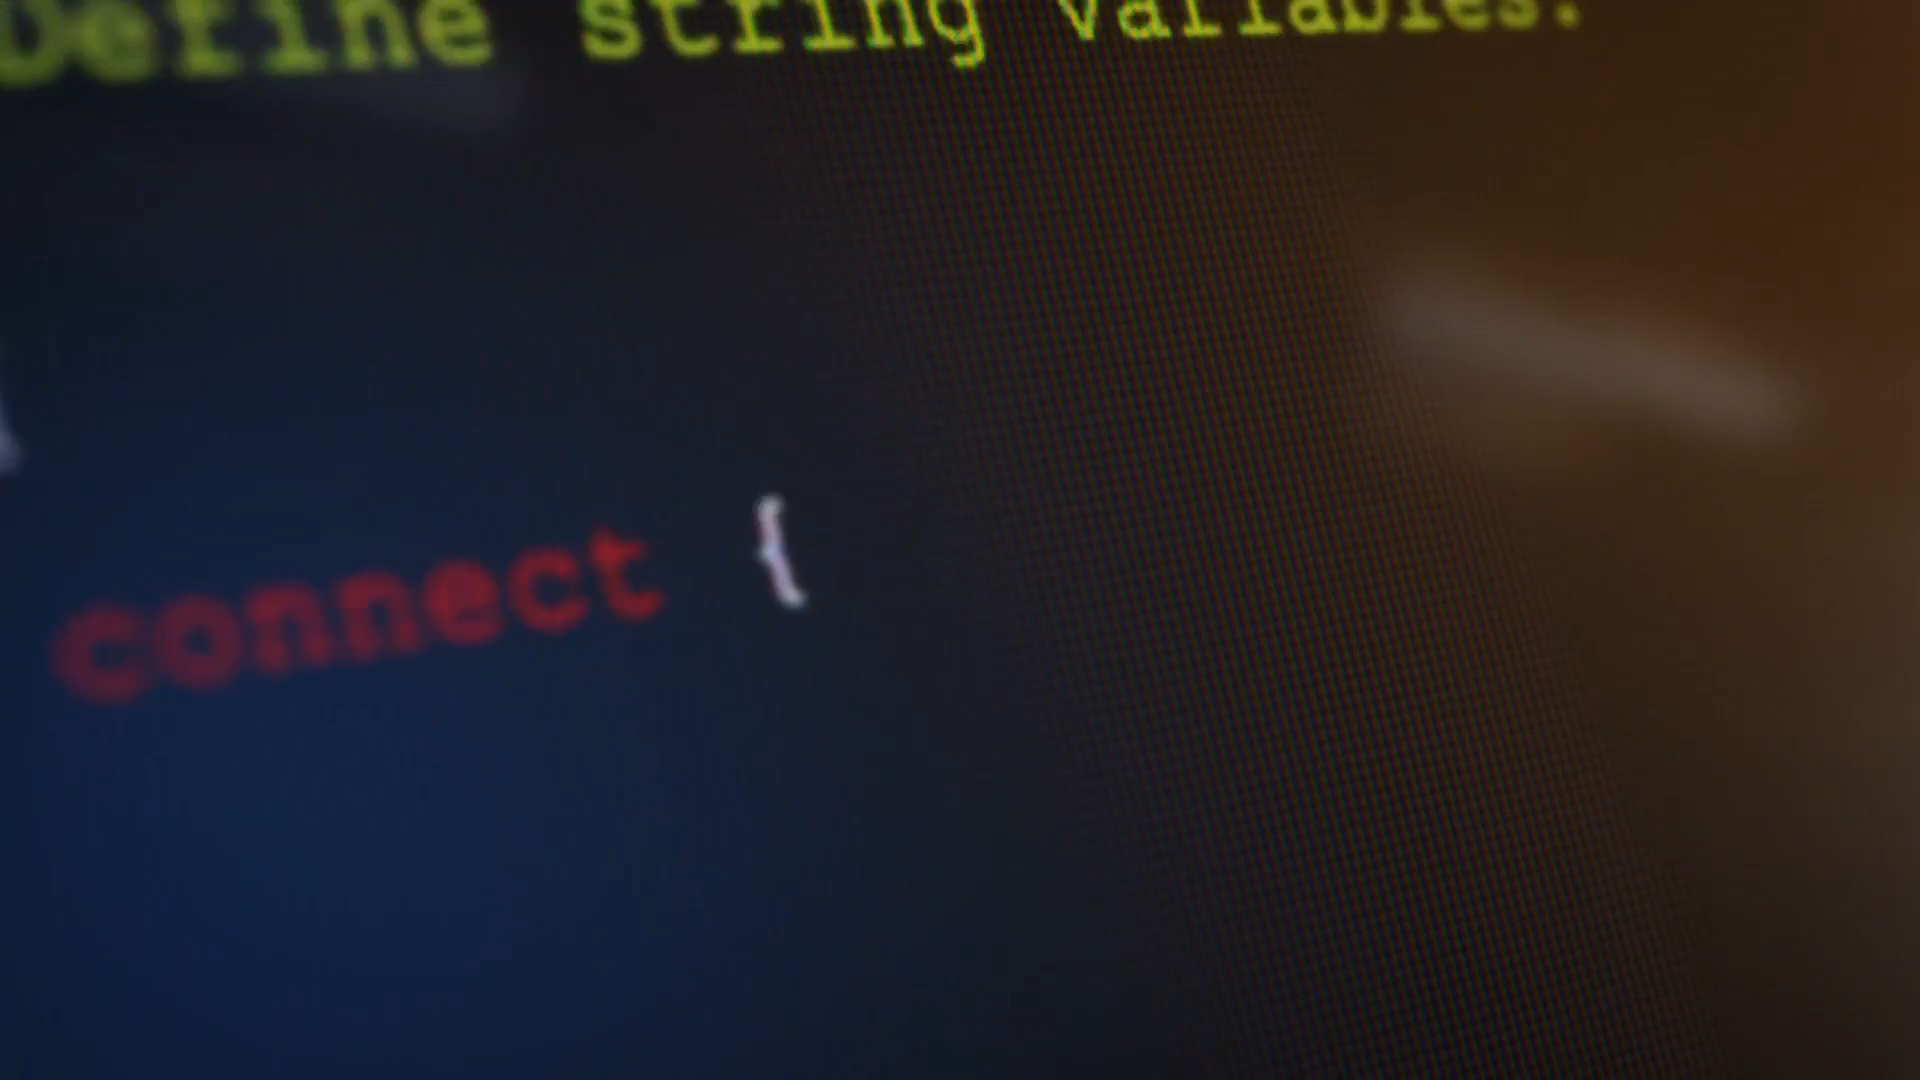 Define string variables.
connect {